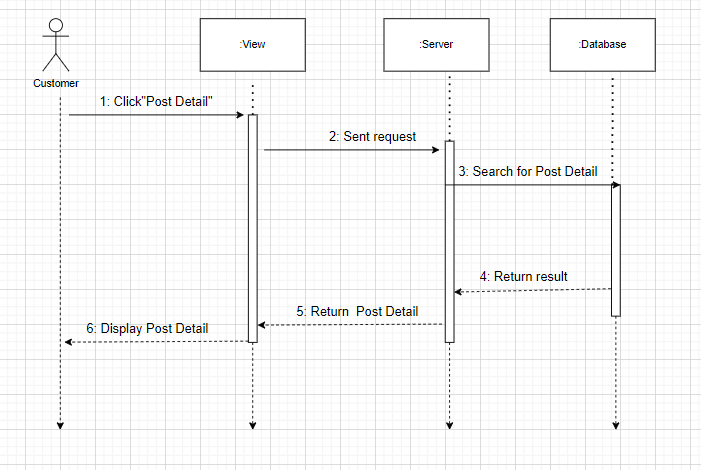 :View
:Server
:Database
Customer
1: Click"Post Detail"
2: Sent request
3: Search for Post Detail
4: Return result
5: Return  Post Detail
6: Display Post Detail